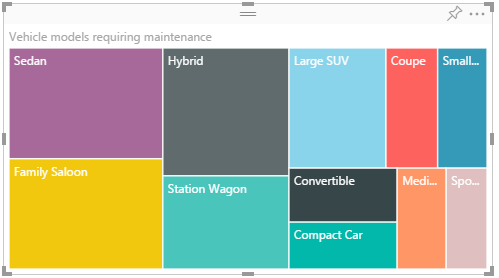 Vehicle models requiring maintenance
Sedan
Family Saloon
Hybrid
Station Wagon
Large SUV
Coupe
Small...
Convertible
Compact Car
Medi...
Spo...